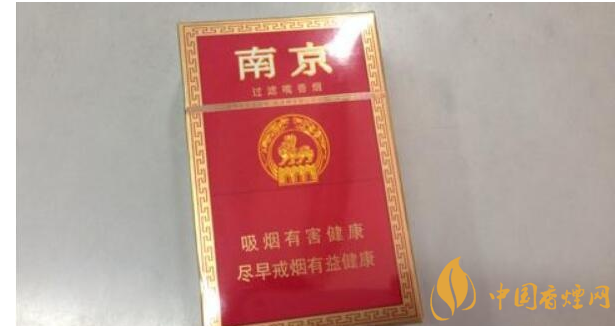 南京
过滤嘴香烟
吸烟有害健康
尽早戒烟有益健康
中国香烟网